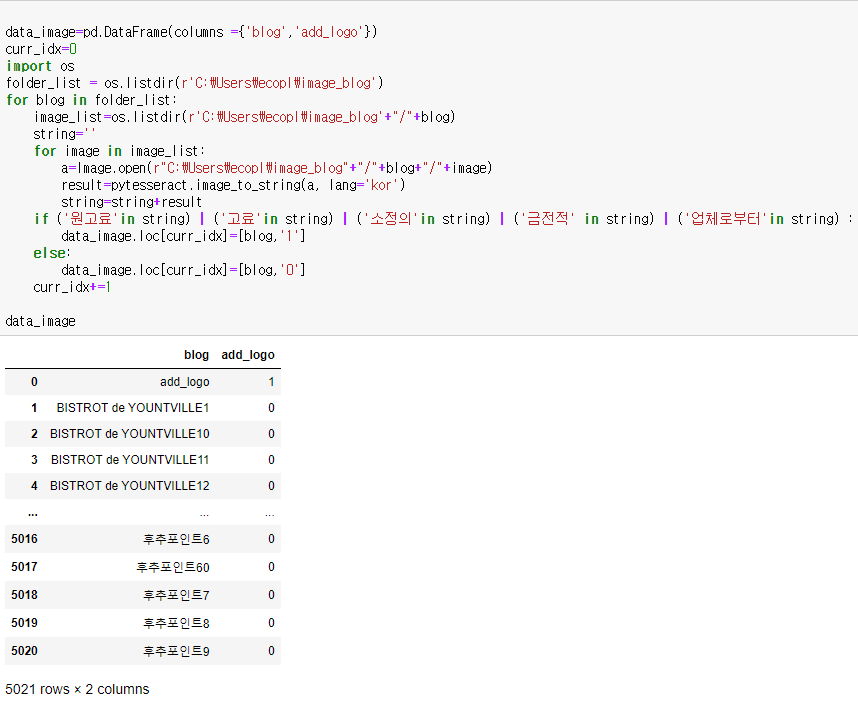 data_image=pd.DataFrame(columns ={'blog','add_logo'})
curr_idx=0
import os
folder_list = os.listdir(r'C:₩Users₩ecopl₩image_blog')
for blog in folder_list:
    image_list=os.listdir(r'C:₩Users₩ecopl₩image_blog'+"/"+blog)
    string=''
    for image in image_list:
        a=Image.open(r"C:₩Users₩ecopl₩image_blog"+"/"+blog+"/"+image)
        result=pytesseract.image_to_string(a, lang='kor')
        string=string+result
    if ('원고료'in string) | ('고료'in string) | ('소정의'in string) | ('금전적' in string) | ('업체로부터'in string) :
        data_image.loc[curr_idx]=[blog,'1']
    else:
        data_image.loc[curr_idx]=[blog,'0']
    curr_idx+=1
data_image
blog add_logo
0 add_logo 1
1 BISTROT de YOUNTVILLE1 0
2 BISTROT de YOUNTVILLE10 0
3 BISTROT de YOUNTVILLE11 0
4 BISTROT de YOUNTVILLE12 0
... ... ...
5016 후추포인트6 0
5017 후추포인트60 0
5018 후추포인트7 0
5019 후추포인트8 0
5020 후추포인트9 0
5021 rows × 2 columns